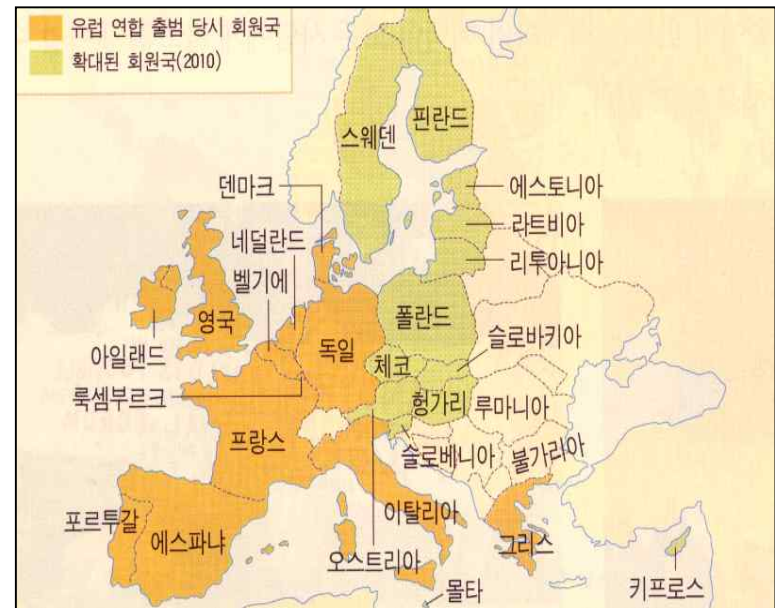 유럽 연합 출범 당시 회원국
확대된 회원국(2010)
핀란드
스웨덴
덴마크
에스토니아
네덜란드
라트비아
벨기에
리투아니아
영국
폴란드
독일
슬로바키아
아일랜드
체코
룩셈부르크
헝가리
루마니아
프랑스
슬로베니아
불가리아
포르투갈
에스파냐
이탈리아
그리스
오스트리아
몰타
키프로스